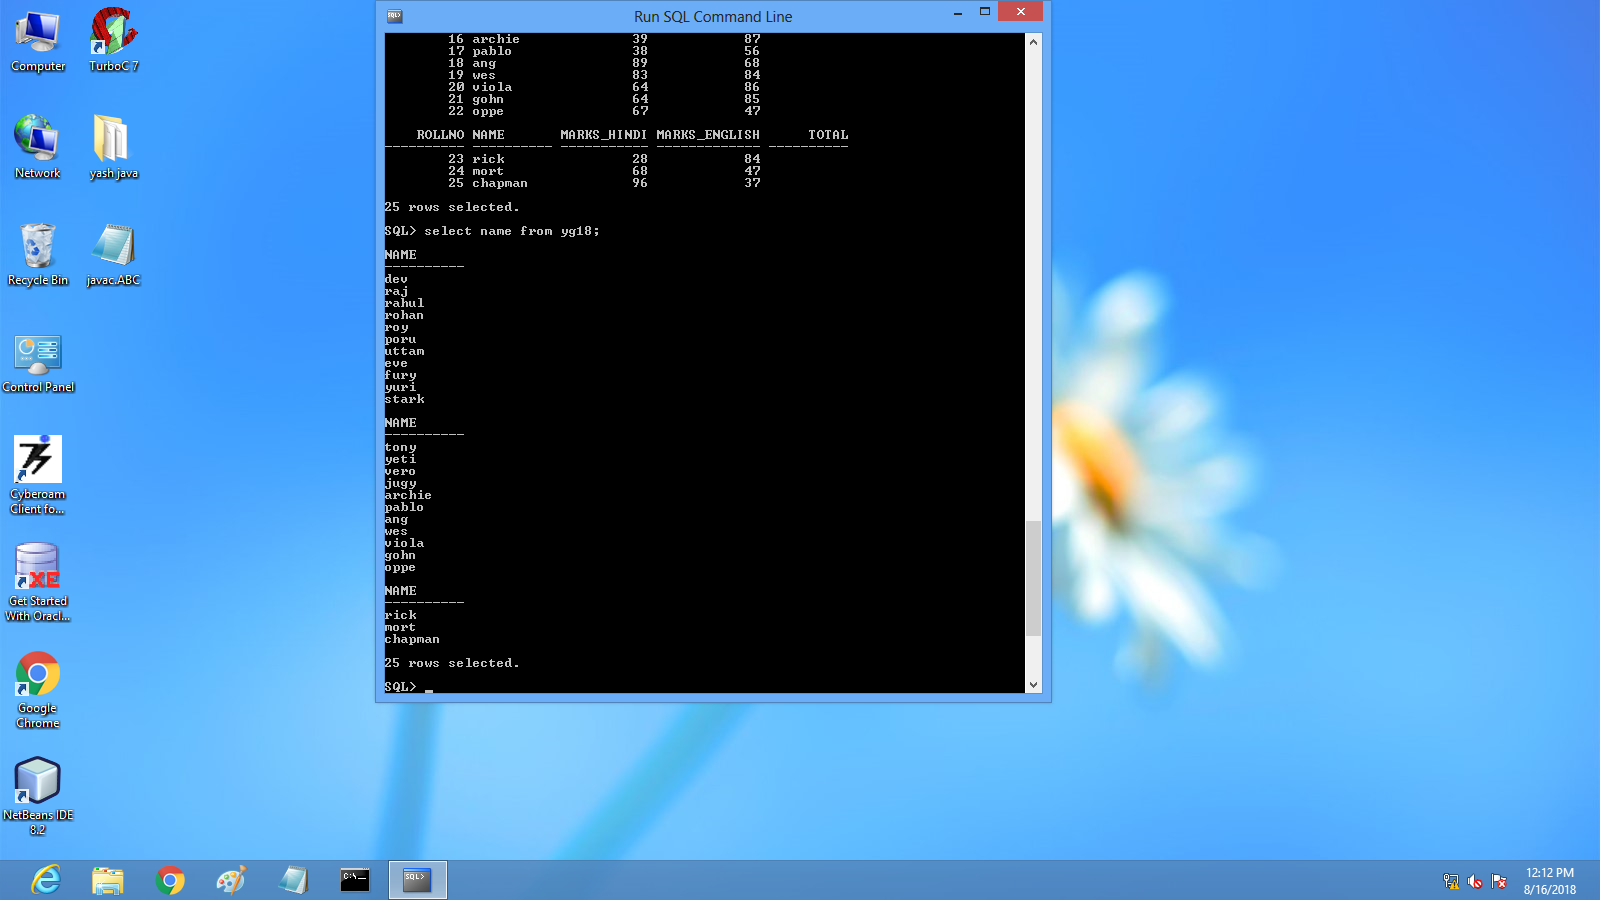 Run SQL Command Line
16 archie 39 87
17 pablo 38 56
18 ang 89 68
19 wes 83 84
20 viola 64 86
21 gohn 64 85
22 oppe 67 47
ROLLNO NAME MARKS_HINDI MARKS_ENGLISH TOTAL
---------- ---------- ----------- ------------- ----------
23 rick 28 84
24 mort 68 47
25 chapman 96 37
25 rows selected.
SQL> select name from yg18;
NAME
----------
dev
raj
rahul
rohan
roy
poru
uttam
eve
fury
yuri
stark
NAME
----------
tony
yeti
vero
jugy
archie
pablo
ang
wes
viola
gohn
oppe
NAME
----------
rick
mort
chapman
25 rows selected.
SQL> _
Computer
TurboC 7
Network
yash java
Recycle Bin
javac.ABC
Control Panel
Cyberoam
Client fo...
XE
Get Started
With Oracl...
Google
Chrome
NetBeans IDE
8.2
C:\_
SQL>
12:12 PM
8/16/2018